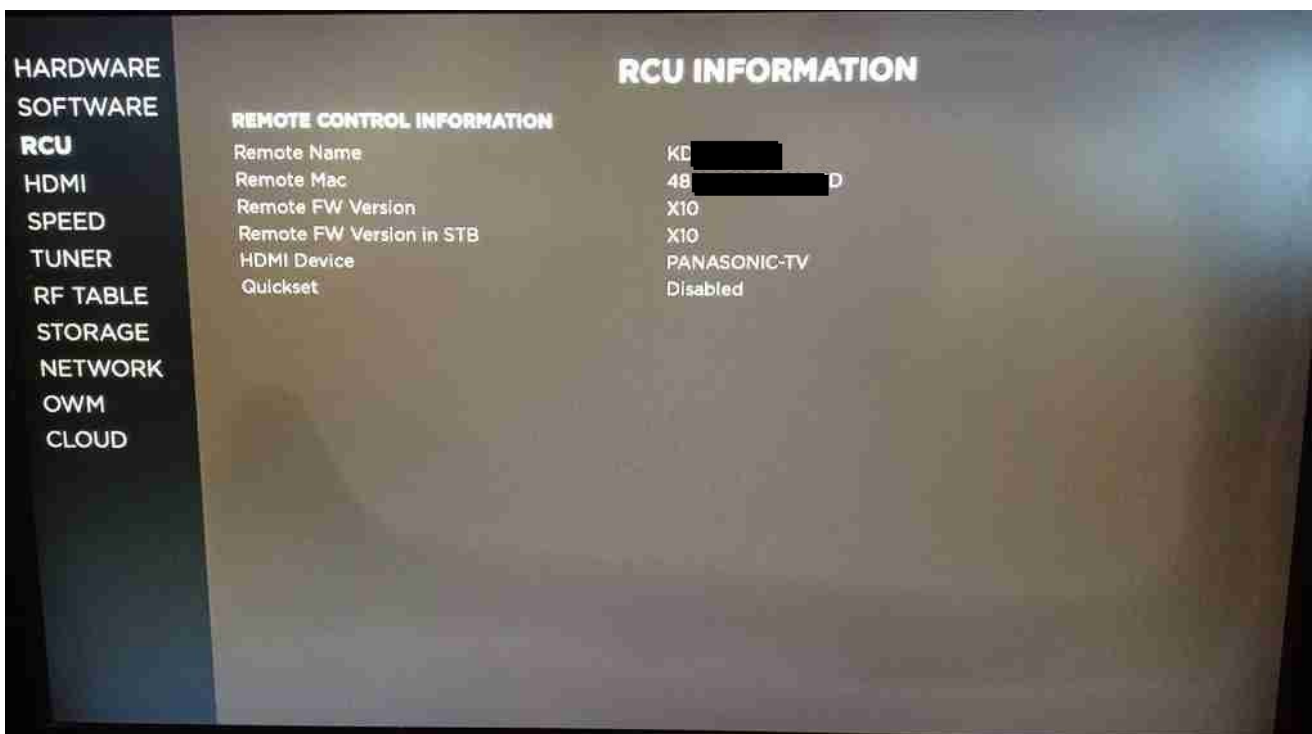 HARDWARE
SOFTWARE
RCU
HDMI
SPEED
TUNER
RF TABLE
STORAGE
NETWORK
OWM
CLOUD
RCU INFORMATION
REMOTE CONTROL INFORMATION
Remote Name KD
Remote Mac 48 D
Remote FW Version X10
Remote FW Version in STB X10
HDMI Device PANASONIC-TV
Quickset Disabled